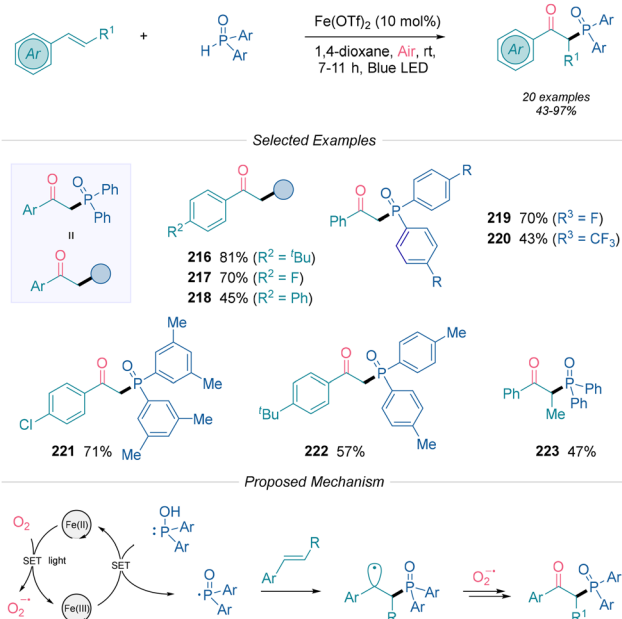 Ar
R1
+
O
H
P
Ar
Ar
Fe(OTf)2 (10 mol%)
1,4-dioxane, Air, rt,
7-11 h, Blue LED
Ar
O
O
P
Ar
Ar
R1
20 examples
43-97%
Selected Examples
O
O
Ar
P
Ph
Ph
=
O
Ar
O
R2
216 81% (R2 = tBu)
217 70% (R2 = F)
218 45% (R2 = Ph)
O
O
Ph
P
R
R
219 70% (R3 = F)
220 43% (R3 = CF3)
Cl
O
O
P
Me
Me
Me
Me
221 71%
tBu
O
O
P
Me
Me
222 57%
Ph
O
O
P
Ph
Ph
Me
223 47%
Proposed Mechanism
O2
Fe(II)
SET light
O2−•
Fe(III)
SET
OH
:P
Ar
Ar
O
•P
Ar
Ar
Ar
R
•
O
Ar
P
Ar
Ar
R
O2−•
O
O
Ar
P
Ar
Ar
R1